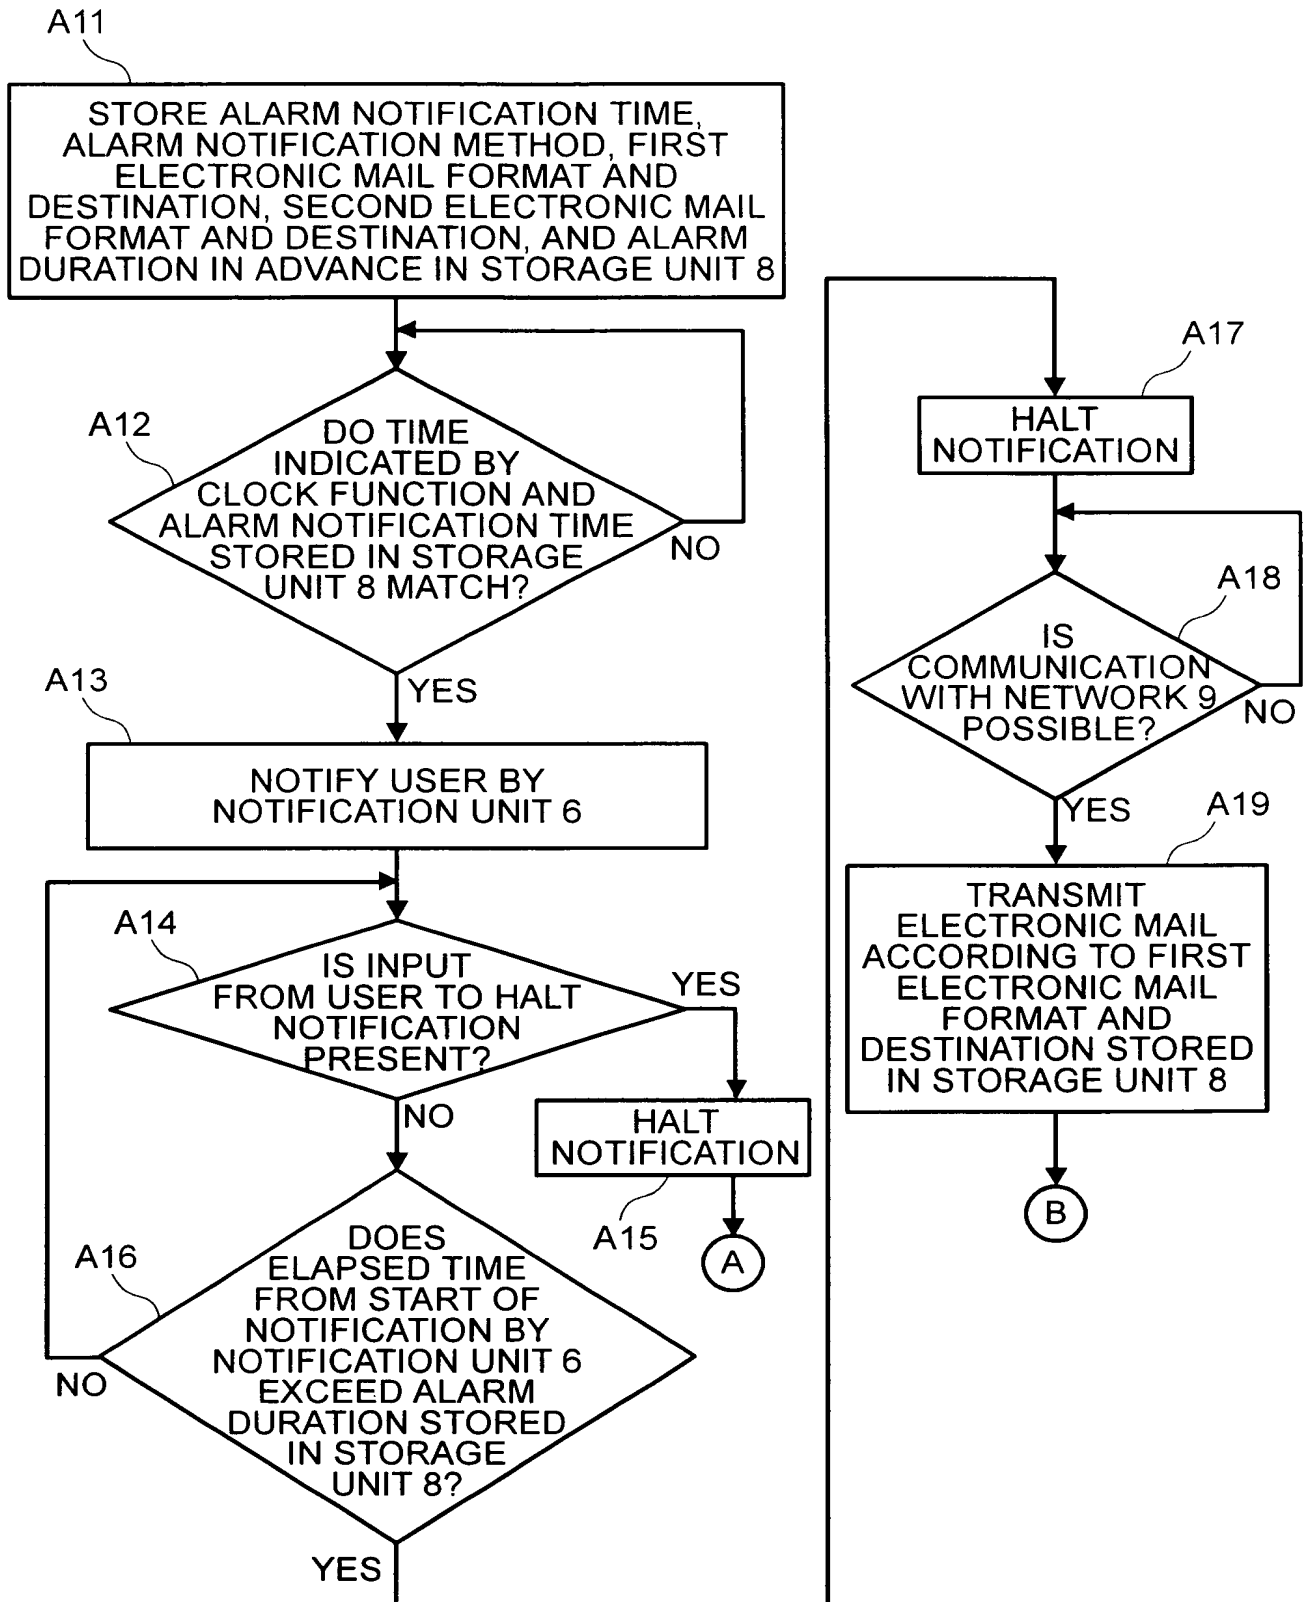 A11
STORE ALARM NOTIFICATION TIME,
ALARM NOTIFICATION METHOD, FIRST
ELECTRONIC MAIL FORMAT AND
DESTINATION, SECOND ELECTRONIC MAIL
FORMAT AND DESTINATION, AND ALARM
DURATION IN ADVANCE IN STORAGE UNIT 8
A12
DO TIME
INDICATED BY
CLOCK FUNCTION AND
ALARM NOTIFICATION TIME
STORED IN STORAGE
UNIT 8 MATCH?
NO
YES
A13
NOTIFY USER BY
NOTIFICATION UNIT 6
A14
IS INPUT
FROM USER TO HALT
NOTIFICATION
PRESENT?
YES
NO
HALT
NOTIFICATION
A15
A
A16
DOES
ELAPSED TIME
FROM START OF
NOTIFICATION BY
NOTIFICATION UNIT 6
EXCEED ALARM
DURATION STORED
IN STORAGE
UNIT 8?
NO
YES
A17
HALT
NOTIFICATION
A18
IS
COMMUNICATION
WITH NETWORK 9
POSSIBLE?
NO
YES
A19
TRANSMIT
ELECTRONIC MAIL
ACCORDING TO FIRST
ELECTRONIC MAIL
FORMAT AND
DESTINATION STORED
IN STORAGE UNIT 8
B